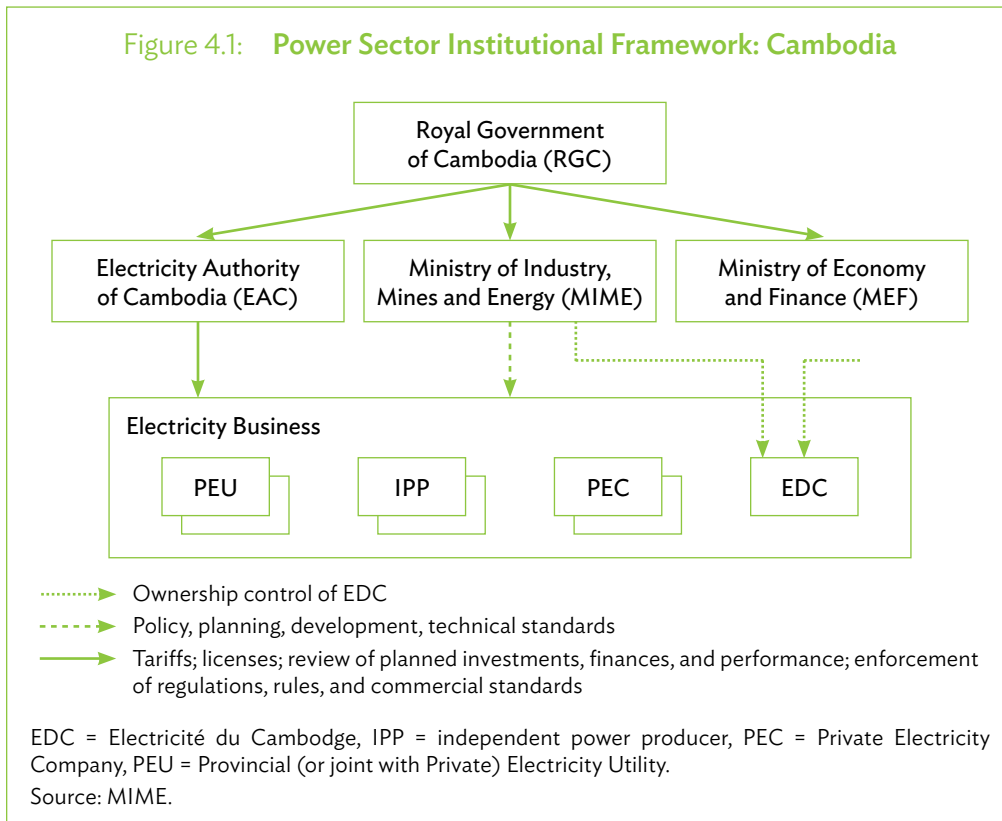 Figure 4.1: Power Sector Institutional Framework: Cambodia
Royal Government
of Cambodia (RGC)
Electricity Authority
of Cambodia (EAC)
Ministry of Industry,
Mines and Energy (MIME)
Ministry of Economy
and Finance (MEF)
Electricity Business
PEU
IPP
PEC
EDC
Ownership control of EDC
Policy, planning, development, technical standards
Tariffs; licenses; review of planned investments, finances, and performance; enforcement
of regulations, rules, and commercial standards
EDC = Electricité du Cambodge, IPP = independent power producer, PEC = Private Electricity
Company, PEU = Provincial (or joint with Private) Electricity Utility.
Source: MIME.